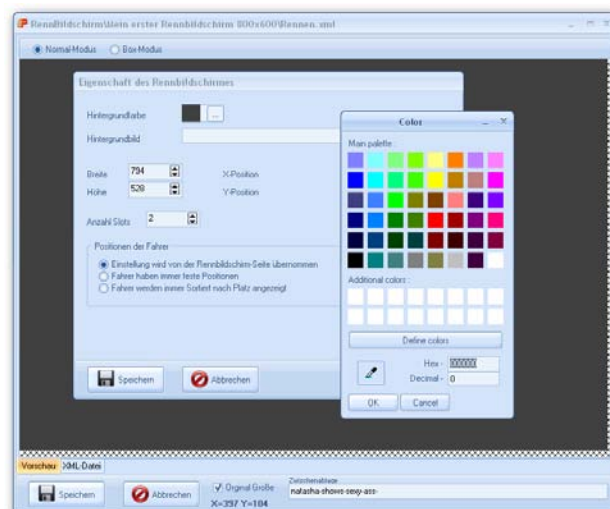 RennBildschirm\Mein erster Rennbildschirm 800x600\Rennen.xml
Normal-Modus Box-Modus
Eigenschaft des Rennbildschirmes
Hintergrundfarbe ...
Hintergrundbild
Breite 794 X-Position
Höhe 528 Y-Position
Anzahl Slots 2
Positionen der Fahrer
Einstellung wird von der Rennbildschirm-Seite übernommen
Fahrer haben immer feste Positionen
Fahrer werden immer Sortiert nach Platz angezeigt
Speichern Abbrechen
Color
Main palette :
Additional colors :
Define colors
Hex - 000000
Decimal - 0
OK Cancel
Vorschau XML-Datei
Speichern Abbrechen
Orginal Größe
X=397 Y=104
Zwischenablage
natasha-shows-sexy-ass-